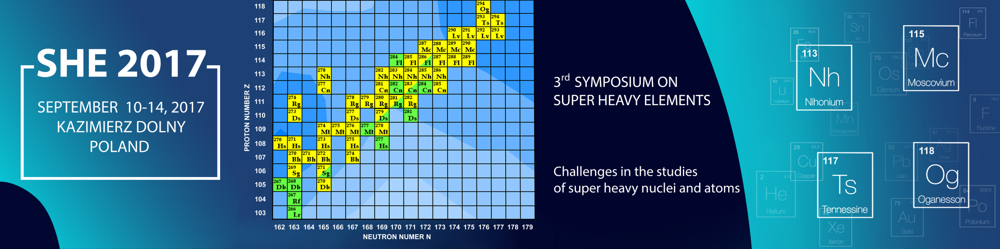 SHE 2017
SEPTEMBER 10-14, 2017
KAZIMIERZ DOLNY
POLAND
PROTON NUMBER Z
118 294 Og
117 293 Ts 294 Ts
116 290 Lv 291 Lv 292 Lv 293 Lv
115 287 Mc 288 Mc 289 Mc 290 Mc
114 284 Fl 285 Fl 286 Fl 287 Fl 288 Fl 289 Fl
113 278 Nh 282 Nh 283 Nh 284 Nh 285 Nh 286 Nh
112 277 Cn 281 Cn 282 Cn 283 Cn 284 Cn 285 Cn
111 274 Rg 278 Rg 279 Rg 280 Rg 281 Rg 282 Rg
110 273 Ds 277 Ds 279 Ds 281 Ds
109 274 Mt 275 Mt 276 Mt 277 Mt 278 Mt
108 270 Hs 271 Hs 273 Hs 275 Hs 277 Hs
107 270 Bh 271 Bh 272 Bh 274 Bh
106 269 Sg 271 Sg
105 267 Db 268 Db 270 Db
104 267 Rf
103 266 Lr
162 163 164 165 166 167 168 169 170 171 172 173 174 175 176 177 178 179
NEUTRON NUMER N
3rd SYMPOSIUM ON
SUPER HEAVY ELEMENTS
Challenges in the studies
of super heavy nuclei and atoms
114 289
Fl
Flerovium
50 118,7
Sn
Tin
26 55,9
Fe
Iron
115
Mc
Moscovium
113
Nh
Nihonium
105
Db
76 190,2
Os
Osmium
92 238,0
U
Uranium
9 19,0
F
Fluorine
25
Mn
Manganese
47
Ag
Silver
29 63,5
Cu
Copper
82
Pb
Lead
118
Og
Oganesson
117
Ts
Tennessine
2 4,0
He
Helium
84 209,0
Po
Polonium
79
Au
Gold
54
Xe
Xenon